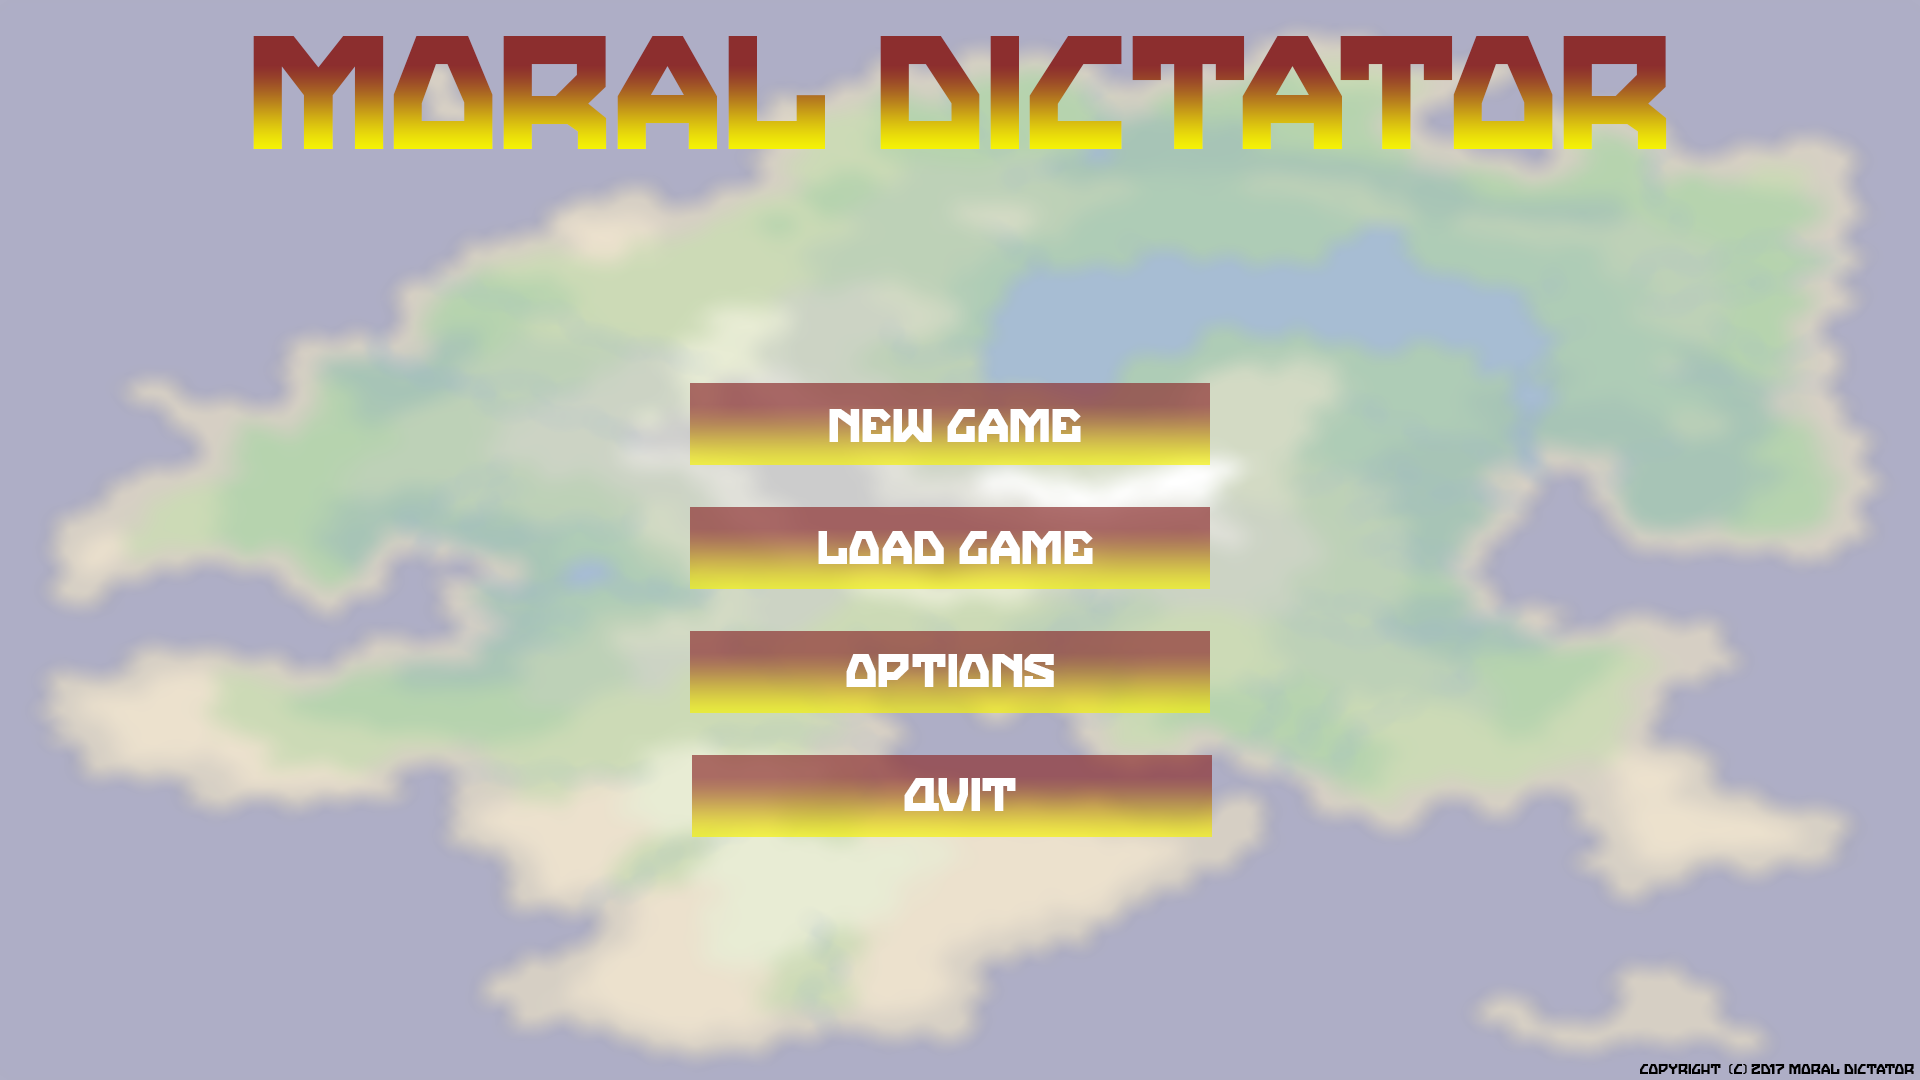 MORAL DICTATOR
NEW GAME
LOAD GAME
OPTIONS
QUIT
COPYRIGHT (C) 2017 MORAL DICTATOR